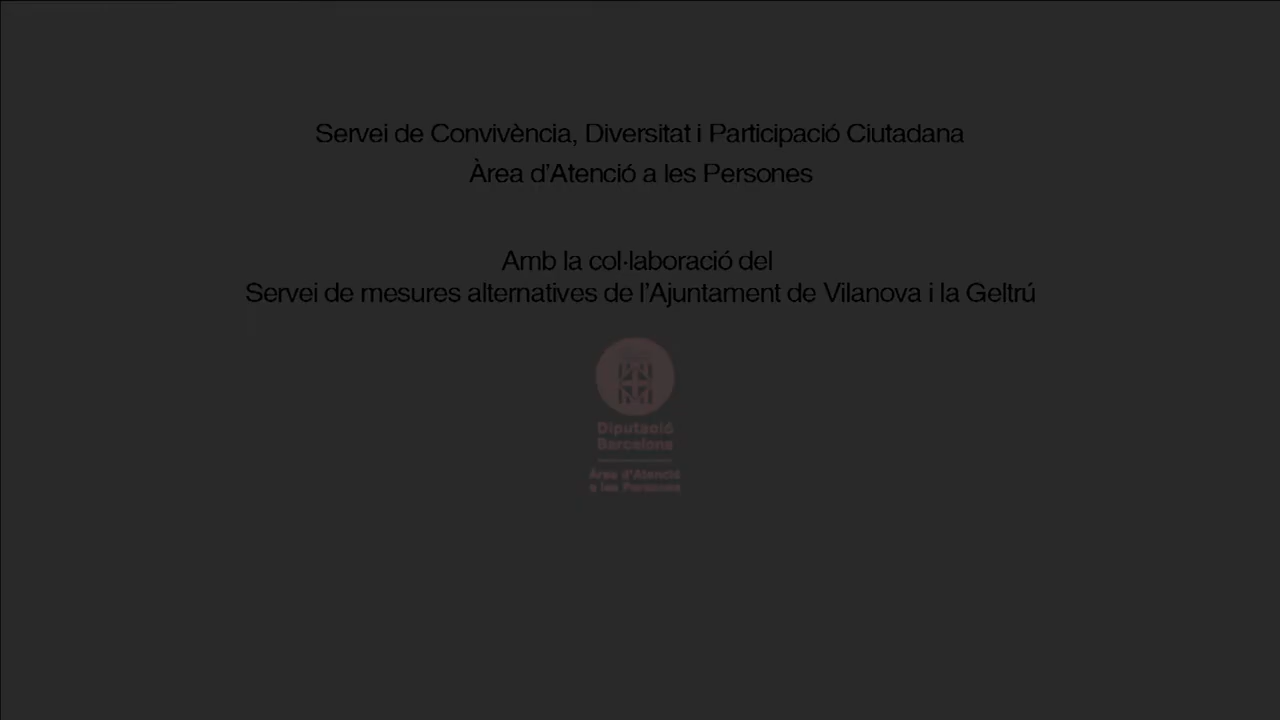 Servei de Convivència, Diversitat i Participació Ciutadana
Àrea d’Atenció a les Persones
Amb la col·laboració del
Servei de mesures alternatives de l’Ajuntament de Vilanova i la Geltrú
Diputació
Barcelona
Àrea d’Atenció
a les Persones